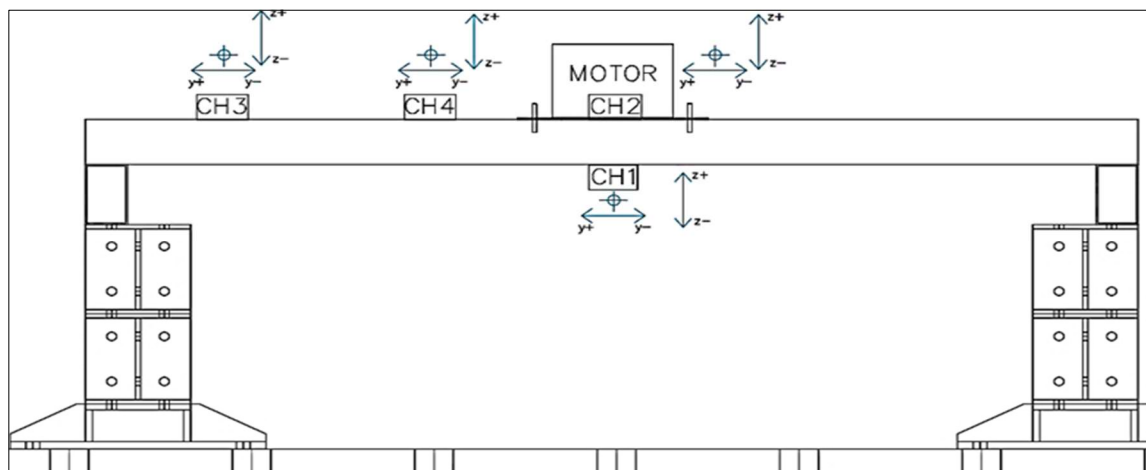 z+
z+
z+
z-
z-
z-
y+ y-
y+ y-
y+ y-
MOTOR
CH3
CH4
CH2
CH1
z+
z-
y+ y-